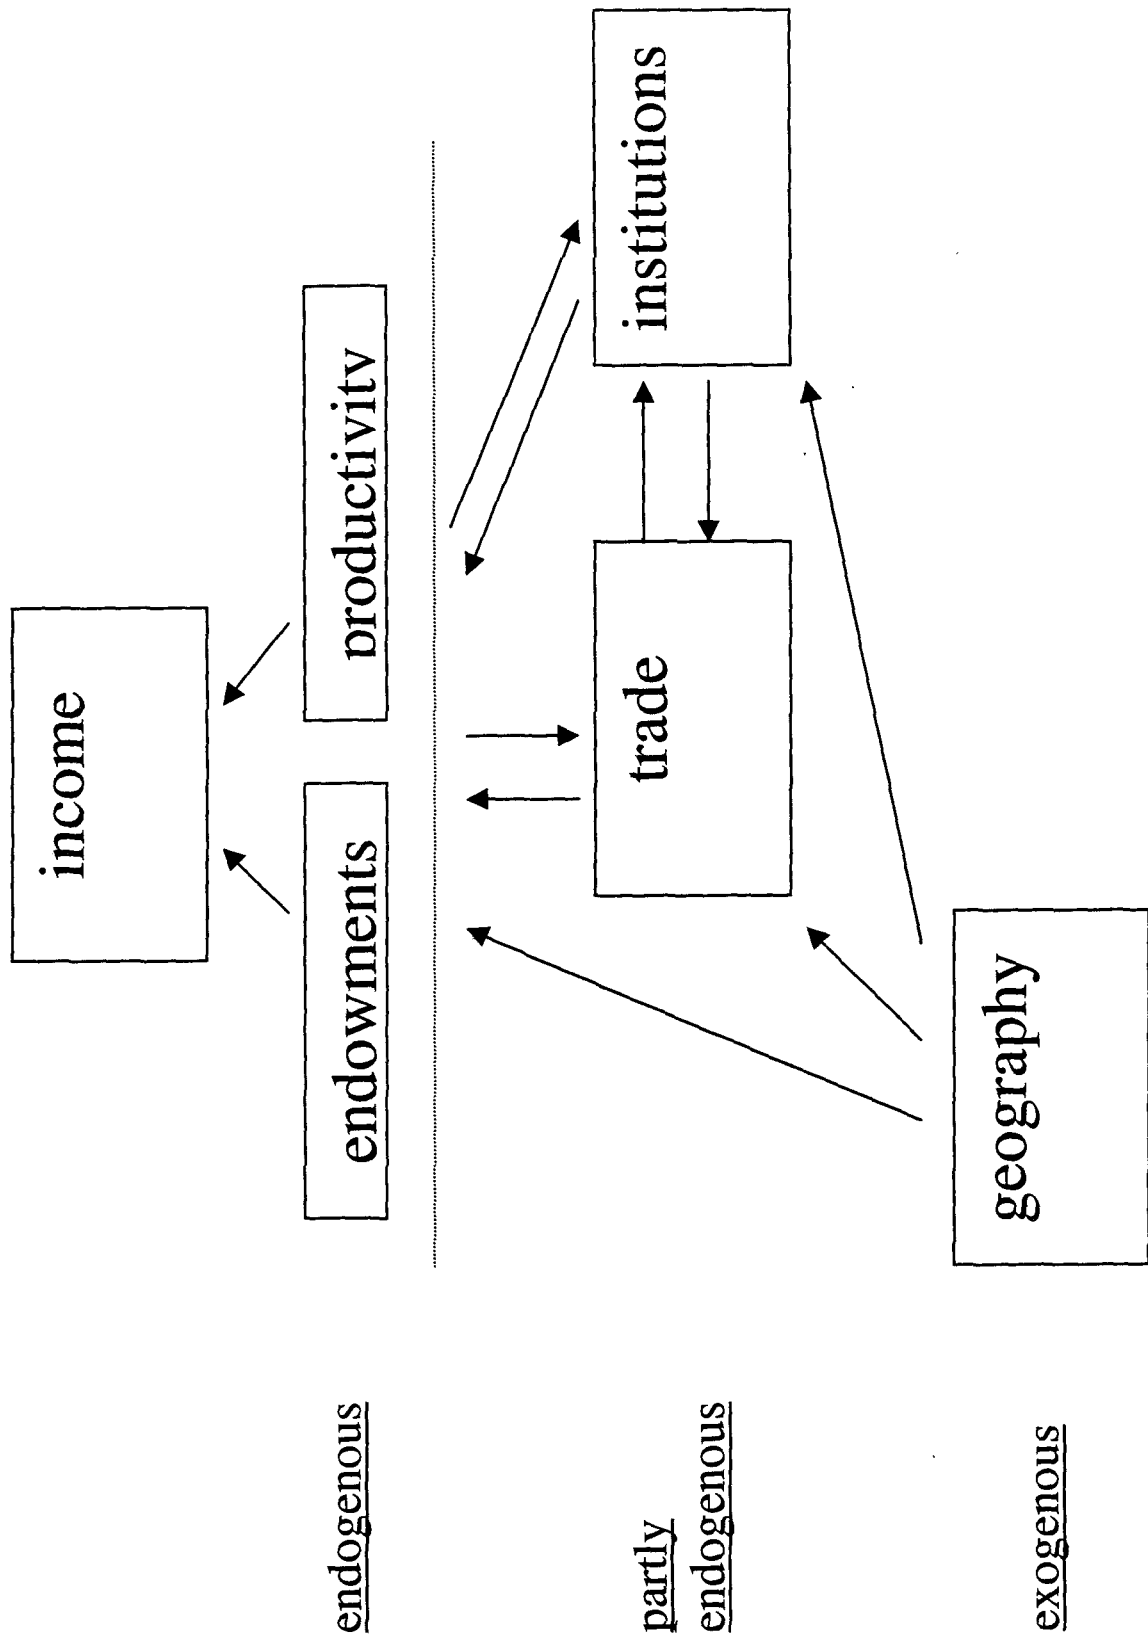 income
endogenous
endowments
productivity
partly
endogenous
trade
institutions
exogenous
geography